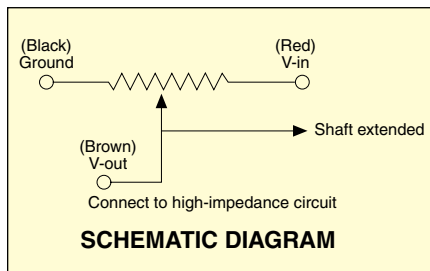 (Black)
Ground
(Red)
V-in
Shaft extended
(Brown)
V-out
Connect to high-impedance circuit
SCHEMATIC DIAGRAM